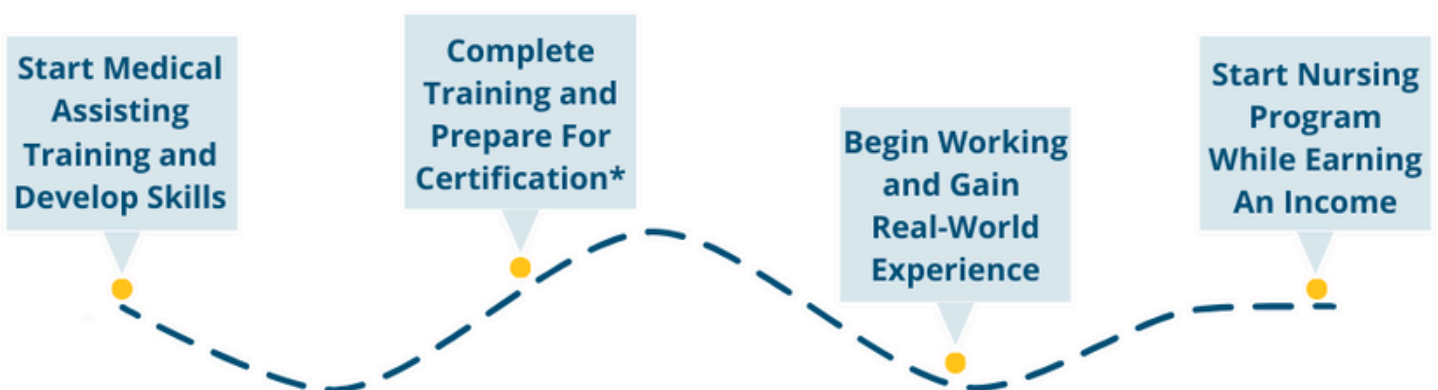 Start Medical
Assisting
Training and
Develop Skills
Complete
Training and
Prepare For
Certification*
Begin Working
and Gain
Real-World
Experience
Start Nursing
Program
While Earning
An Income